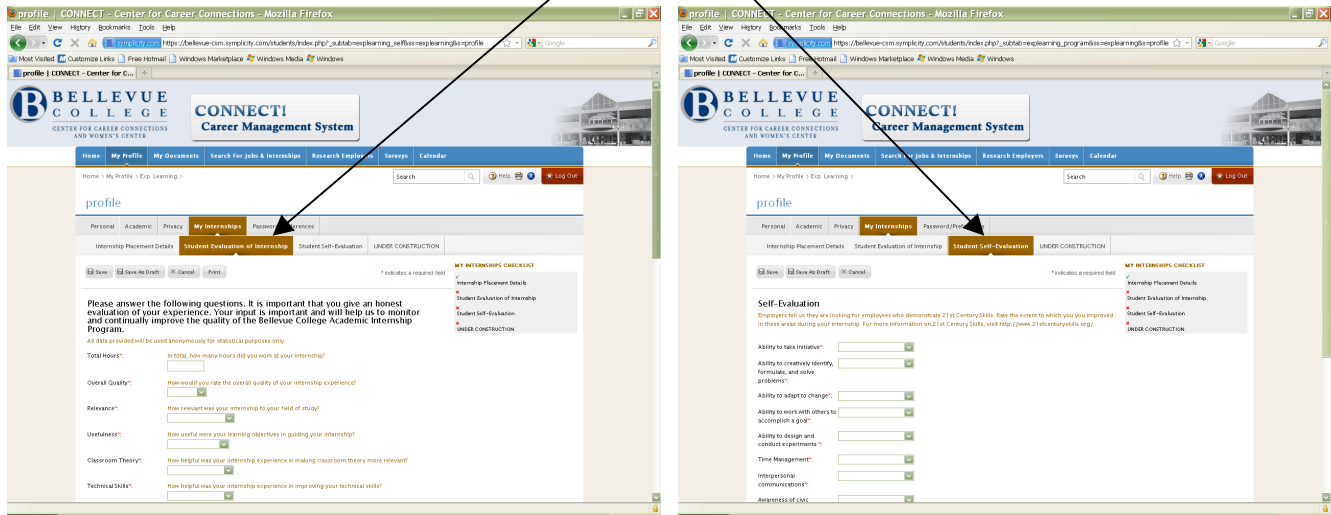 profile | CONNECT - Center for Career Connections - Mozilla Firefox
File Edit View History Bookmarks Tools Help
symplicity.com https://bellevue-csm.symplicity.com/students/index.php?_subtab=explearning_self&ss=explearning&s=profile Google
Most Visited Customize Links Free Hotmail Windows Marketplace Windows Media Windows
profile | CONNECT - Center for C...
BELLEVUE
COLLEGE
CENTER FOR CAREER CONNECTIONS
AND WOMEN'S CENTER
CONNECT!
Career Management System
Home My Profile My Documents Search For Jobs & Internships Research Employers Surveys Calendar
Home > My Profile > Exp. Learning >
Search Help Log Out
profile
Personal Academic Privacy My Internships
Internship Placement Details Student Evaluation of Internship Student Self-Evaluation UNDER CONSTRUCTION
Save Save As Draft Cancel Print
* indicates a required field
MY INTERNSHIPS CHECKLIST
Internship Placement Details
Student Evaluation of Internship
Student Self-Evaluation
UNDER CONSTRUCTION
Please answer the following questions. It is important that you give an honest
evaluation of your experience. Your input is important and will help us to monitor
and continually improve the quality of the Bellevue College Academic Internship
Program.
All data provided will be used anonymously for statistical purposes only.
Total Hours*: In total, how many hours did you work at your internship?
Overall Quality*: How would you rate the overall quality of your internship experience?
Relevance*: How relevant was your internship to your field of study?
Usefulness*: How useful were your learning objectives in guiding your internship?
Classroom Theory*: How helpful was your internship experience in making classroom theory more relevant?
Technical Skills*: How helpful was your internship experience in improving your technical skills?
profile | CONNECT - Center for Career Connections - Mozilla Firefox
File Edit View History Bookmarks Tools Help
symplicity.com https://bellevue-csm.symplicity.com/students/index.php?_subtab=explearning_program&ss=explearning&s=profile Google
Most Visited Customize Links Free Hotmail Windows Marketplace Windows Media Windows
profile | CONNECT - Center for C...
BELLEVUE
COLLEGE
CENTER FOR CAREER CONNECTIONS
AND WOMEN'S CENTER
CONNECT!
Career Management System
Home My Profile My Documents Search For Jobs & Internships Research Employers Surveys Calendar
Home > My Profile > Exp. Learning >
Search Help Log Out
profile
Personal Academic Privacy My Internships
Internship Placement Details Student Evaluation of Internship Student Self-Evaluation UNDER CONSTRUCTION
Save Save As Draft Cancel
* indicates a required field
MY INTERNSHIPS CHECKLIST
Internship Placement Details
Student Evaluation of Internship
Student Self-Evaluation
UNDER CONSTRUCTION
Self-Evaluation
Employers tell us they are looking for employees who demonstrate 21st Century Skills. Rate the extent to which you you improved
in these areas during your internship. For more information on 21st Century Skills, visit http://www.21stcenturyskills.org/
Ability to take initiative*:
Ability to creatively identify,
formulate, and solve
problems*:
Ability to adapt to change*:
Ability to work with others to
accomplish a goal*:
Ability to design and
conduct experiments *:
Time Management*:
Interpersonal
communications*:
Awareness of civic